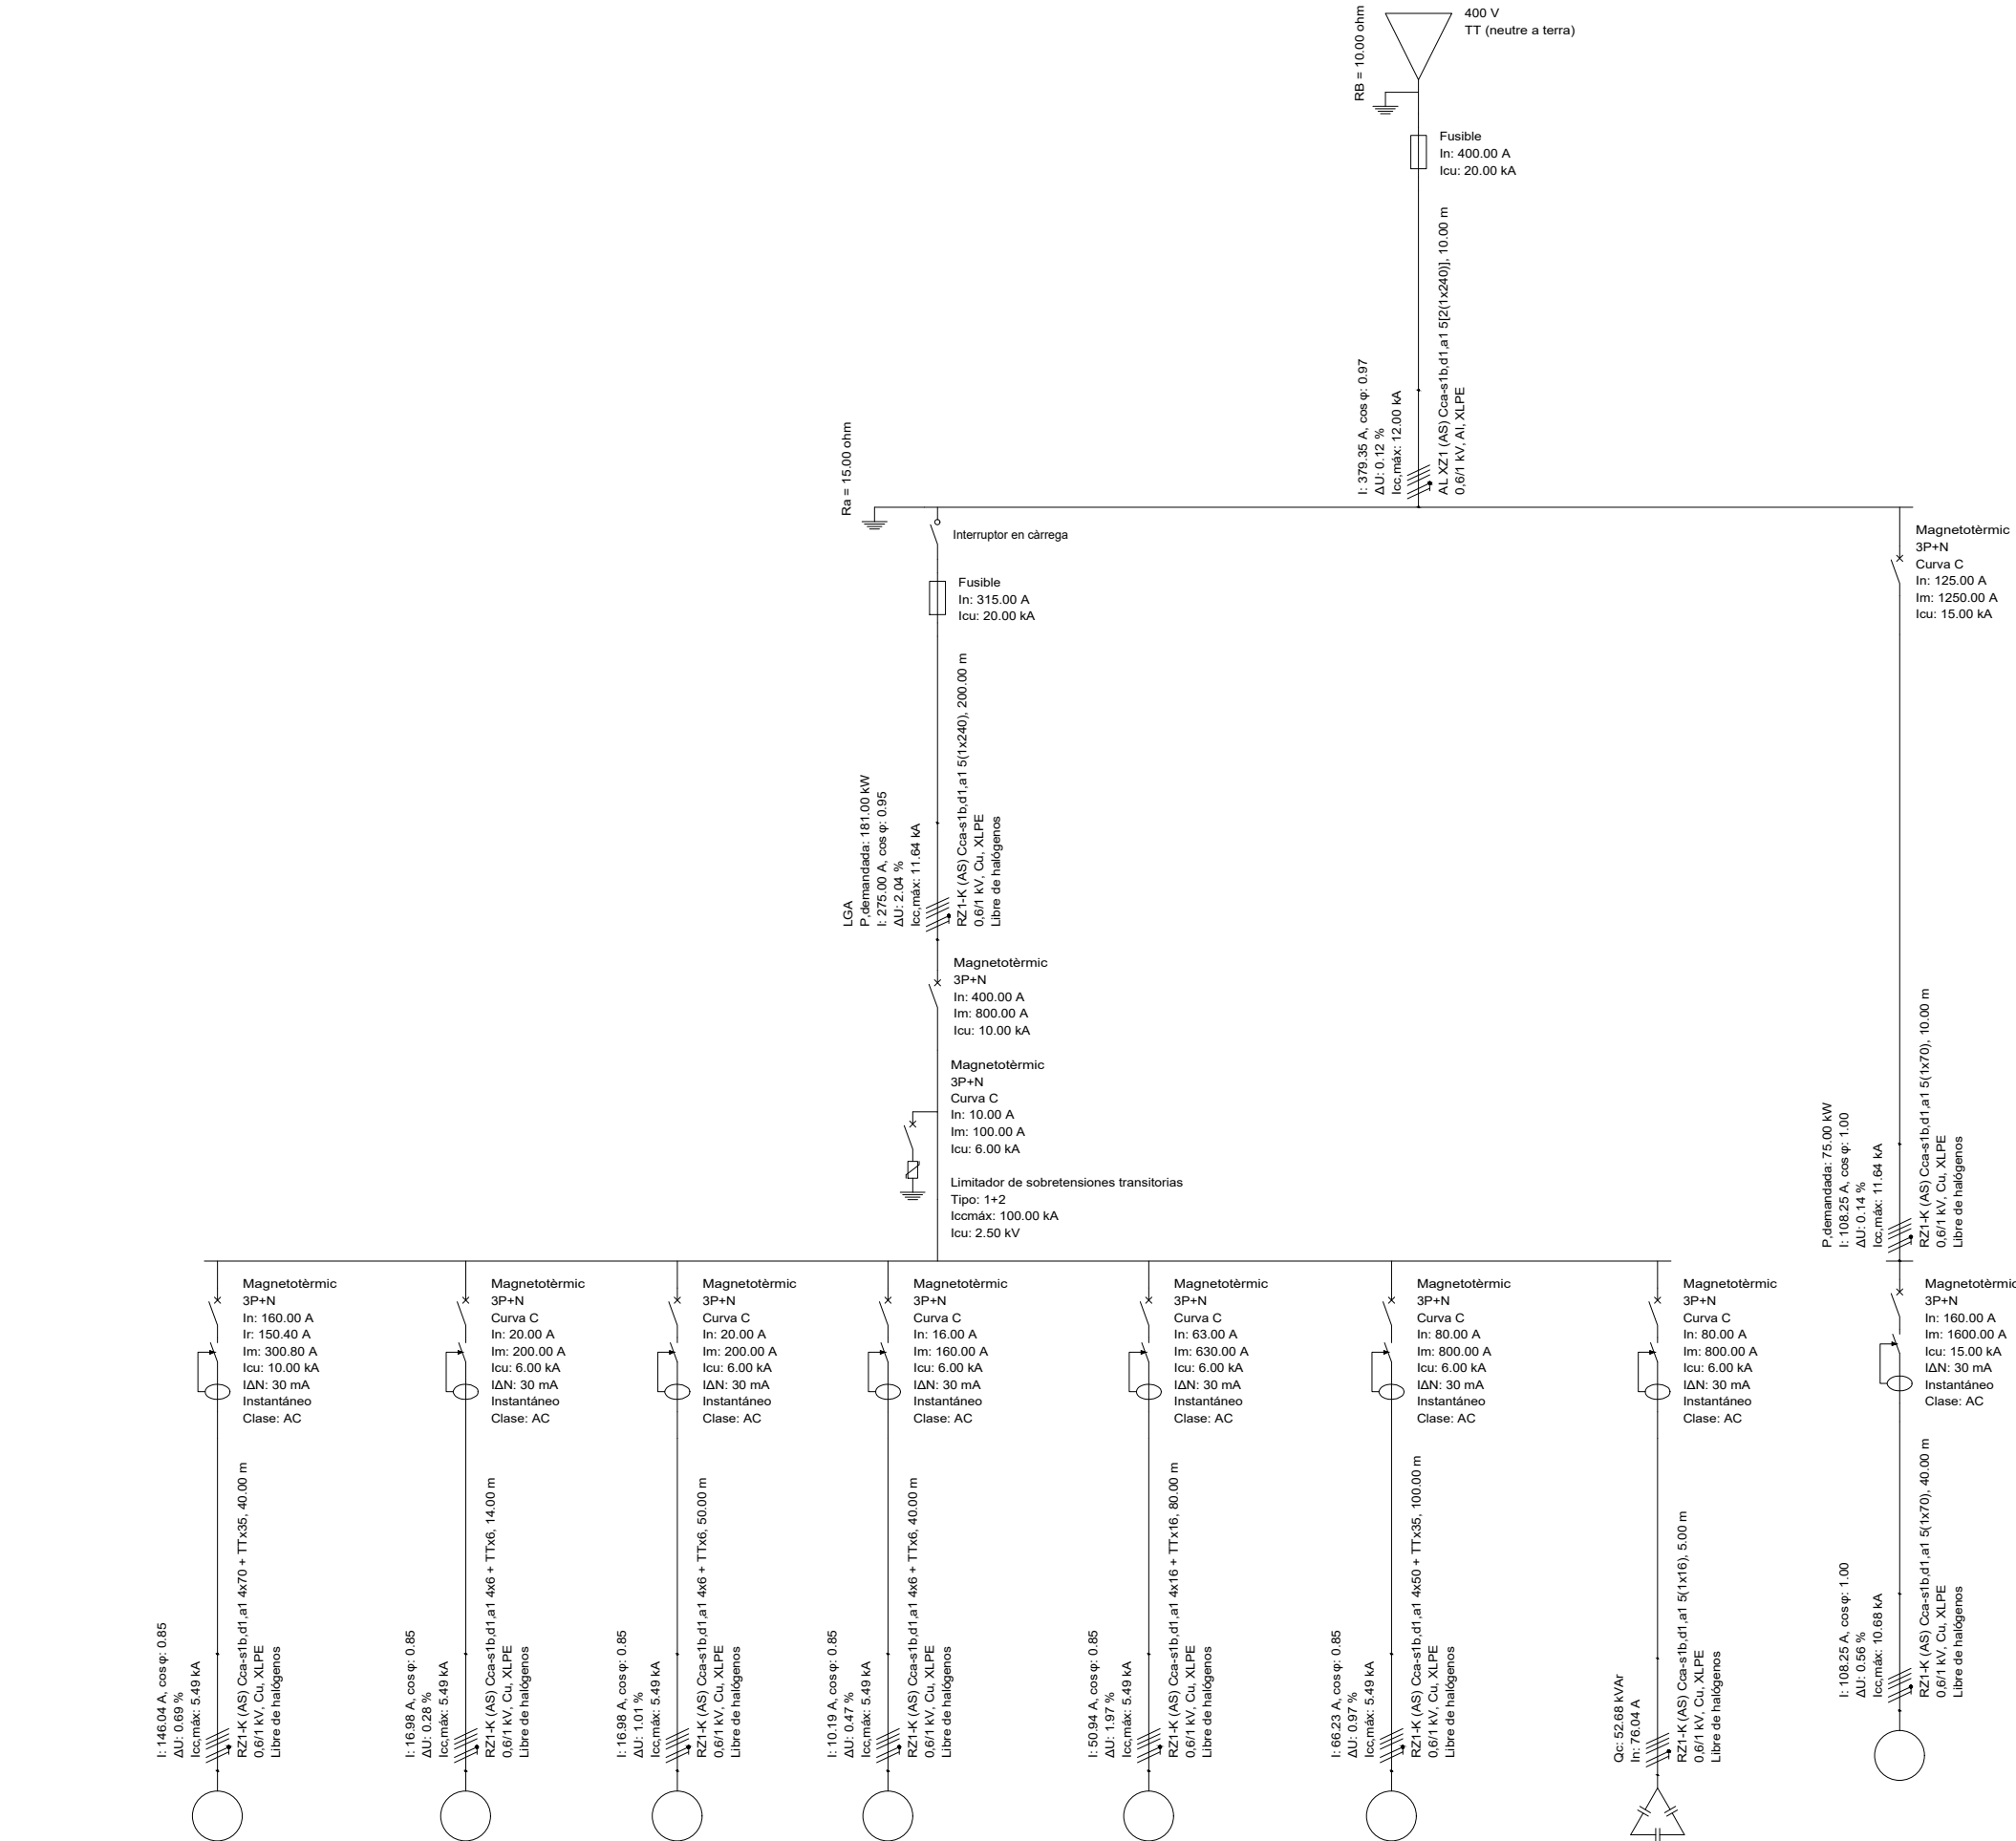 400 V
TT (neutre a terra)
RB = 10.00 ohm
Fusible
In: 400.00 A
Icu: 20.00 kA
I: 379.35 A, cos φ: 0.97
ΔU: 0.12 %
Icc,máx: 12.00 kA
AL XZ1 (AS) Cca-s1b,d1,a1 5[2(1x240)], 10.00 m
0,6/1 kV, Al, XLPE
Ra = 15.00 ohm
Interruptor en càrrega
Fusible
In: 315.00 A
Icu: 20.00 kA
Magnetotèrmic
3P+N
Curva C
In: 125.00 A
Im: 1250.00 A
Icu: 15.00 kA
LGA
P,demandada: 181.00 kW
I: 275.00 A, cos φ: 0.95
ΔU: 2.04 %
Icc,máx: 11.64 kA
RZ1-K (AS) Cca-s1b,d1,a1 5(1x240), 200.00 m
0,6/1 kV, Cu, XLPE
Libre de halógenos
Magnetotèrmic
3P+N
In: 400.00 A
Im: 800.00 A
Icu: 10.00 kA
Magnetotèrmic
3P+N
Curva C
In: 10.00 A
Im: 100.00 A
Icu: 6.00 kA
Limitador de sobretensiones transitorias
Tipo: 1+2
Iccmáx: 100.00 kA
Icu: 2.50 kV
P,demandada: 75.00 kW
I: 108.25 A, cos φ: 1.00
ΔU: 0.14 %
Icc,máx: 11.64 kA
RZ1-K (AS) Cca-s1b,d1,a1 5(1x70), 10.00 m
0,6/1 kV, Cu, XLPE
Libre de halógenos
Magnetotèrmic
3P+N
In: 160.00 A
Ir: 150.40 A
Im: 300.80 A
Icu: 10.00 kA
IΔN: 30 mA
Instantáneo
Clase: AC
Magnetotèrmic
3P+N
Curva C
In: 20.00 A
Im: 200.00 A
Icu: 6.00 kA
IΔN: 30 mA
Instantáneo
Clase: AC
Magnetotèrmic
3P+N
Curva C
In: 20.00 A
Im: 200.00 A
Icu: 6.00 kA
IΔN: 30 mA
Instantáneo
Clase: AC
Magnetotèrmic
3P+N
Curva C
In: 16.00 A
Im: 160.00 A
Icu: 6.00 kA
IΔN: 30 mA
Instantáneo
Clase: AC
Magnetotèrmic
3P+N
Curva C
In: 63.00 A
Im: 630.00 A
Icu: 6.00 kA
IΔN: 30 mA
Instantáneo
Clase: AC
Magnetotèrmic
3P+N
Curva C
In: 80.00 A
Im: 800.00 A
Icu: 6.00 kA
IΔN: 30 mA
Instantáneo
Clase: AC
Magnetotèrmic
3P+N
Curva C
In: 80.00 A
Im: 800.00 A
Icu: 6.00 kA
IΔN: 30 mA
Instantáneo
Clase: AC
Magnetotèrmic
3P+N
In: 160.00 A
Im: 1600.00 A
Icu: 15.00 kA
IΔN: 30 mA
Instantáneo
Clase: AC
I: 146.04 A, cos φ: 0.85
ΔU: 0.69 %
Icc,máx: 5.49 kA
RZ1-K (AS) Cca-s1b,d1,a1 4x70 + TTx35, 40.00 m
0,6/1 kV, Cu, XLPE
Libre de halógenos
I: 16.98 A, cos φ: 0.85
ΔU: 0.28 %
Icc,máx: 5.49 kA
RZ1-K (AS) Cca-s1b,d1,a1 4x6 + TTx6, 14.00 m
0,6/1 kV, Cu, XLPE
Libre de halógenos
I: 16.98 A, cos φ: 0.85
ΔU: 1.01 %
Icc,máx: 5.49 kA
RZ1-K (AS) Cca-s1b,d1,a1 4x6 + TTx6, 50.00 m
0,6/1 kV, Cu, XLPE
Libre de halógenos
I: 10.19 A, cos φ: 0.85
ΔU: 0.47 %
Icc,máx: 5.49 kA
RZ1-K (AS) Cca-s1b,d1,a1 4x6 + TTx6, 40.00 m
0,6/1 kV, Cu, XLPE
Libre de halógenos
I: 50.94 A, cos φ: 0.85
ΔU: 1.97 %
Icc,máx: 5.49 kA
RZ1-K (AS) Cca-s1b,d1,a1 4x16 + TTx16, 80.00 m
0,6/1 kV, Cu, XLPE
Libre de halógenos
I: 66.23 A, cos φ: 0.85
ΔU: 0.97 %
Icc,máx: 5.49 kA
RZ1-K (AS) Cca-s1b,d1,a1 4x50 + TTx35, 100.00 m
0,6/1 kV, Cu, XLPE
Libre de halógenos
Qc: 52.68 kVAr
In: 76.04 A
RZ1-K (AS) Cca-s1b,d1,a1 5(1x16), 5.00 m
0,6/1 kV, Cu, XLPE
Libre de halógenos
I: 108.25 A, cos φ: 1.00
ΔU: 0.56 %
Icc,máx: 10.68 kA
RZ1-K (AS) Cca-s1b,d1,a1 5(1x70), 40.00 m
0,6/1 kV, Cu, XLPE
Libre de halógenos